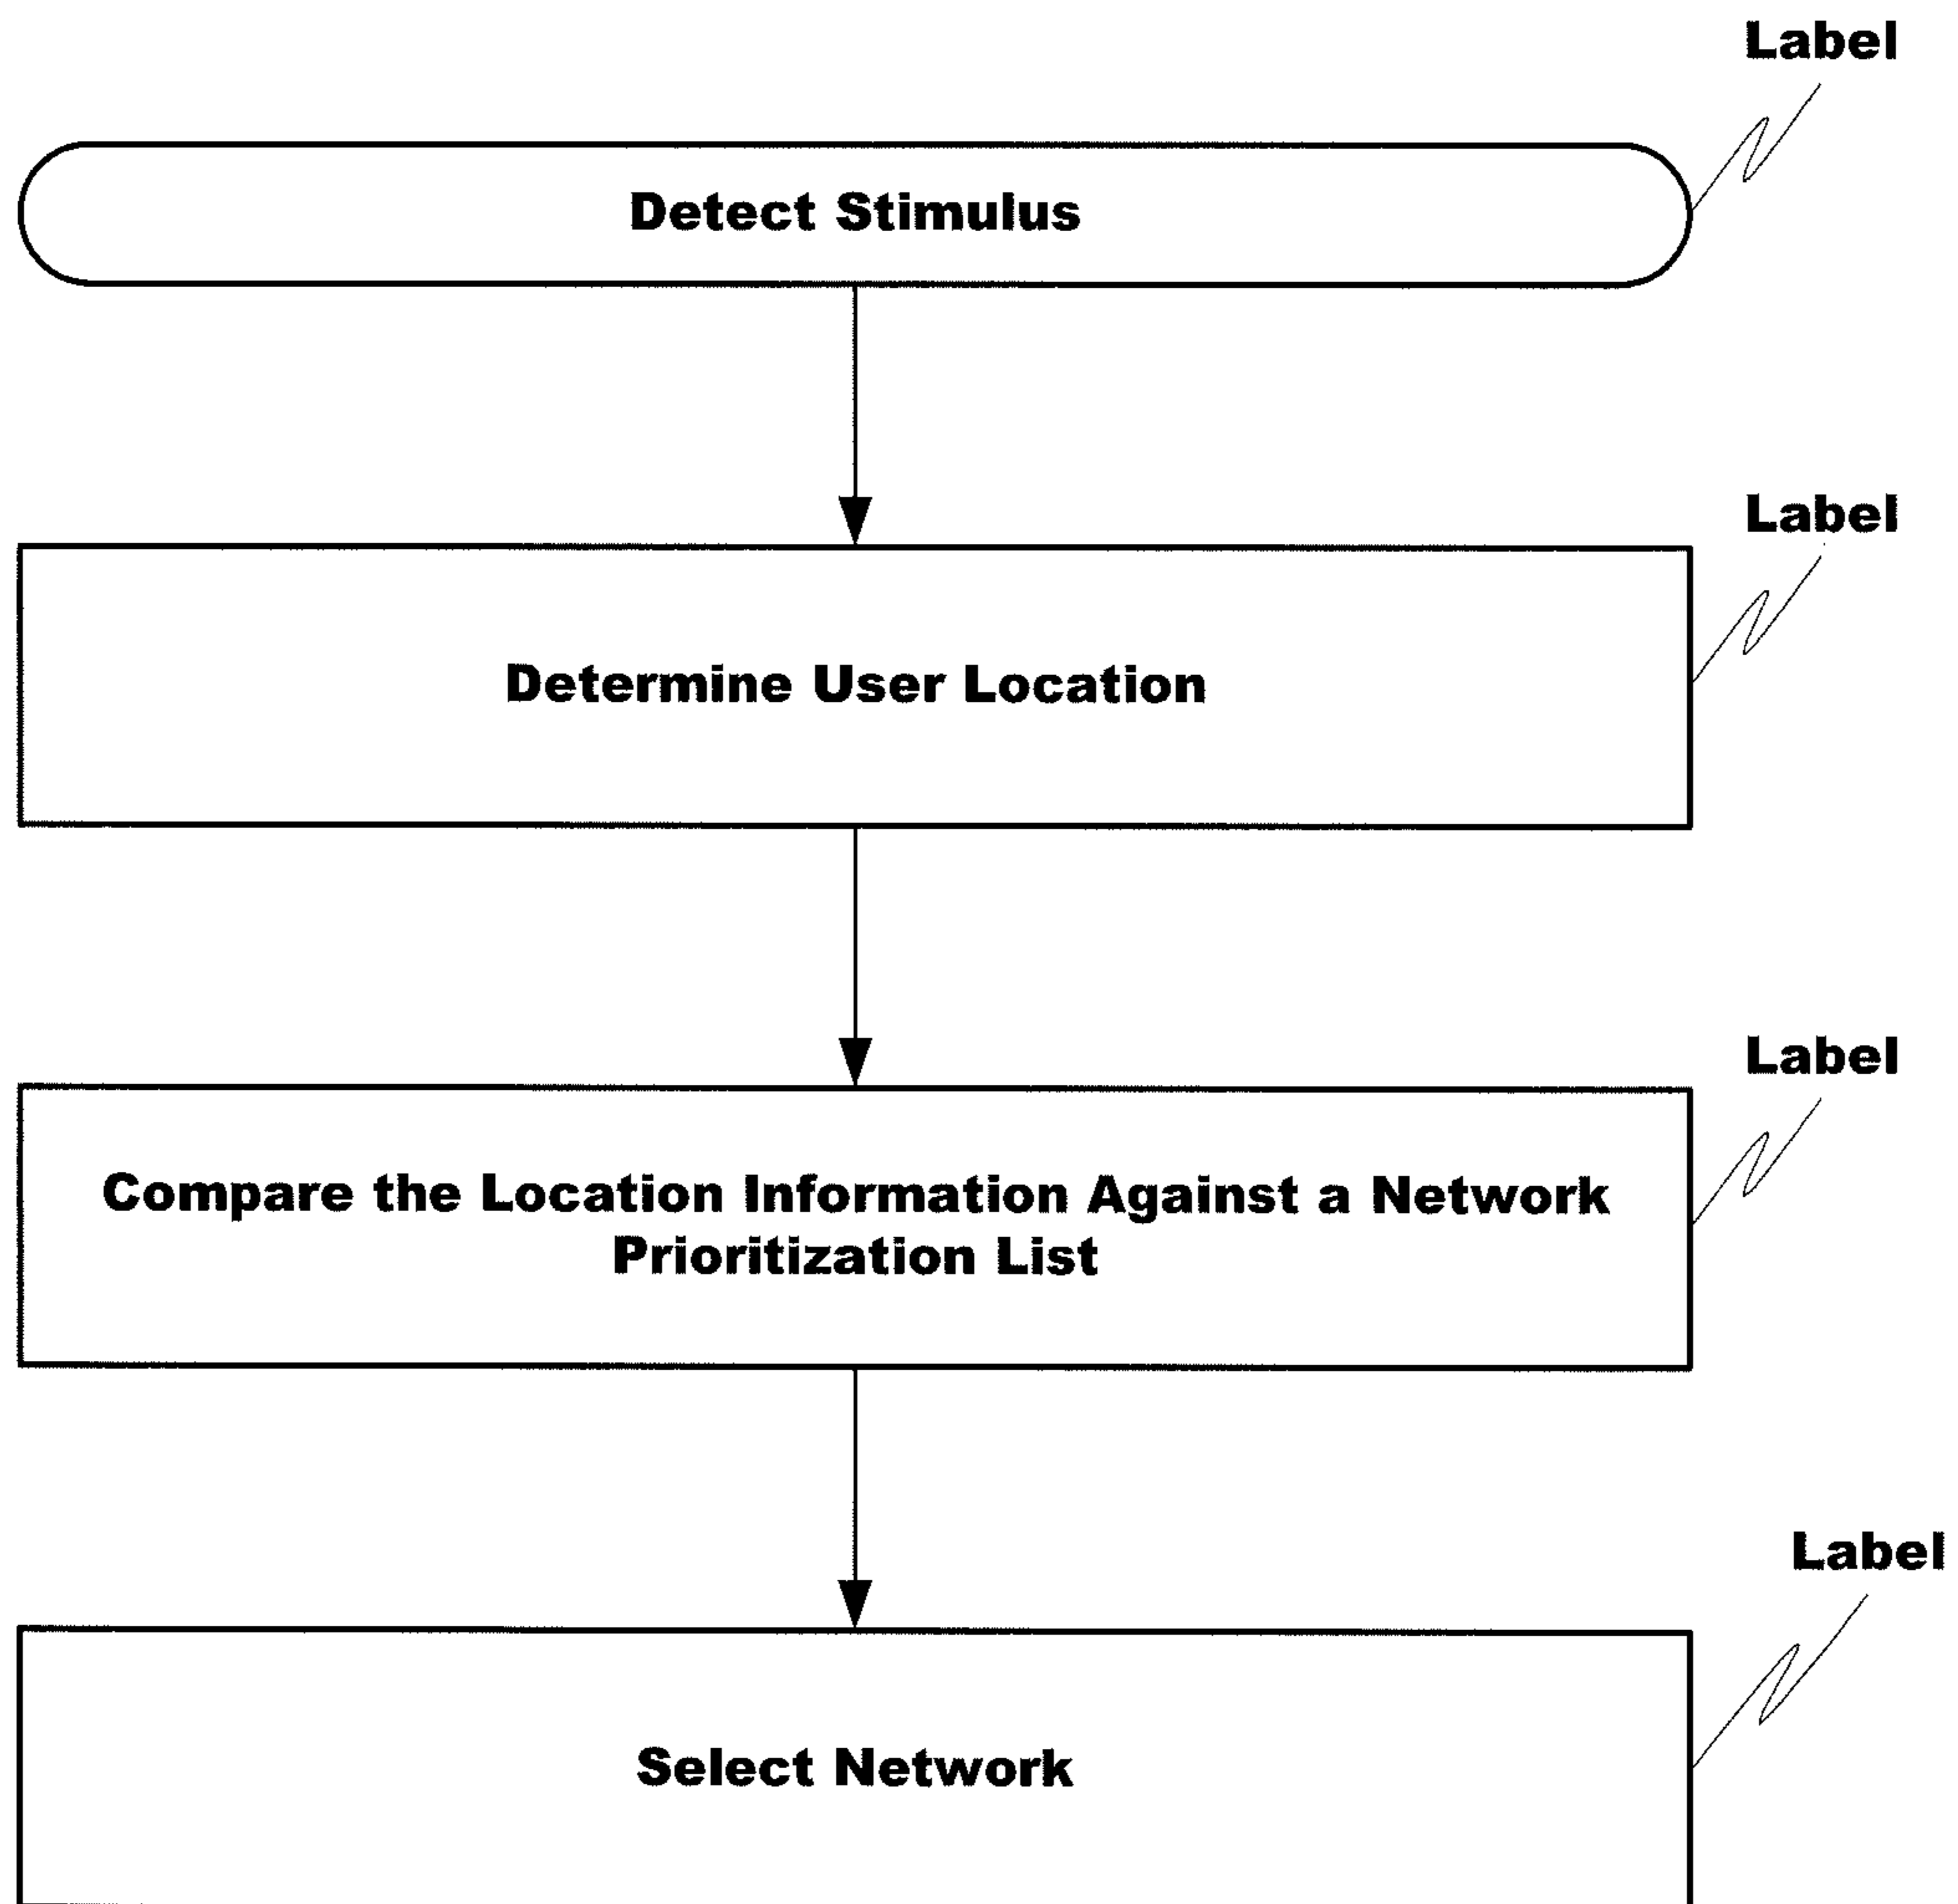 Label
Detect Stimulus
Label
Determine User Location
Label
Compare the Location Information Against a Network
Prioritization List
Label
Select Network